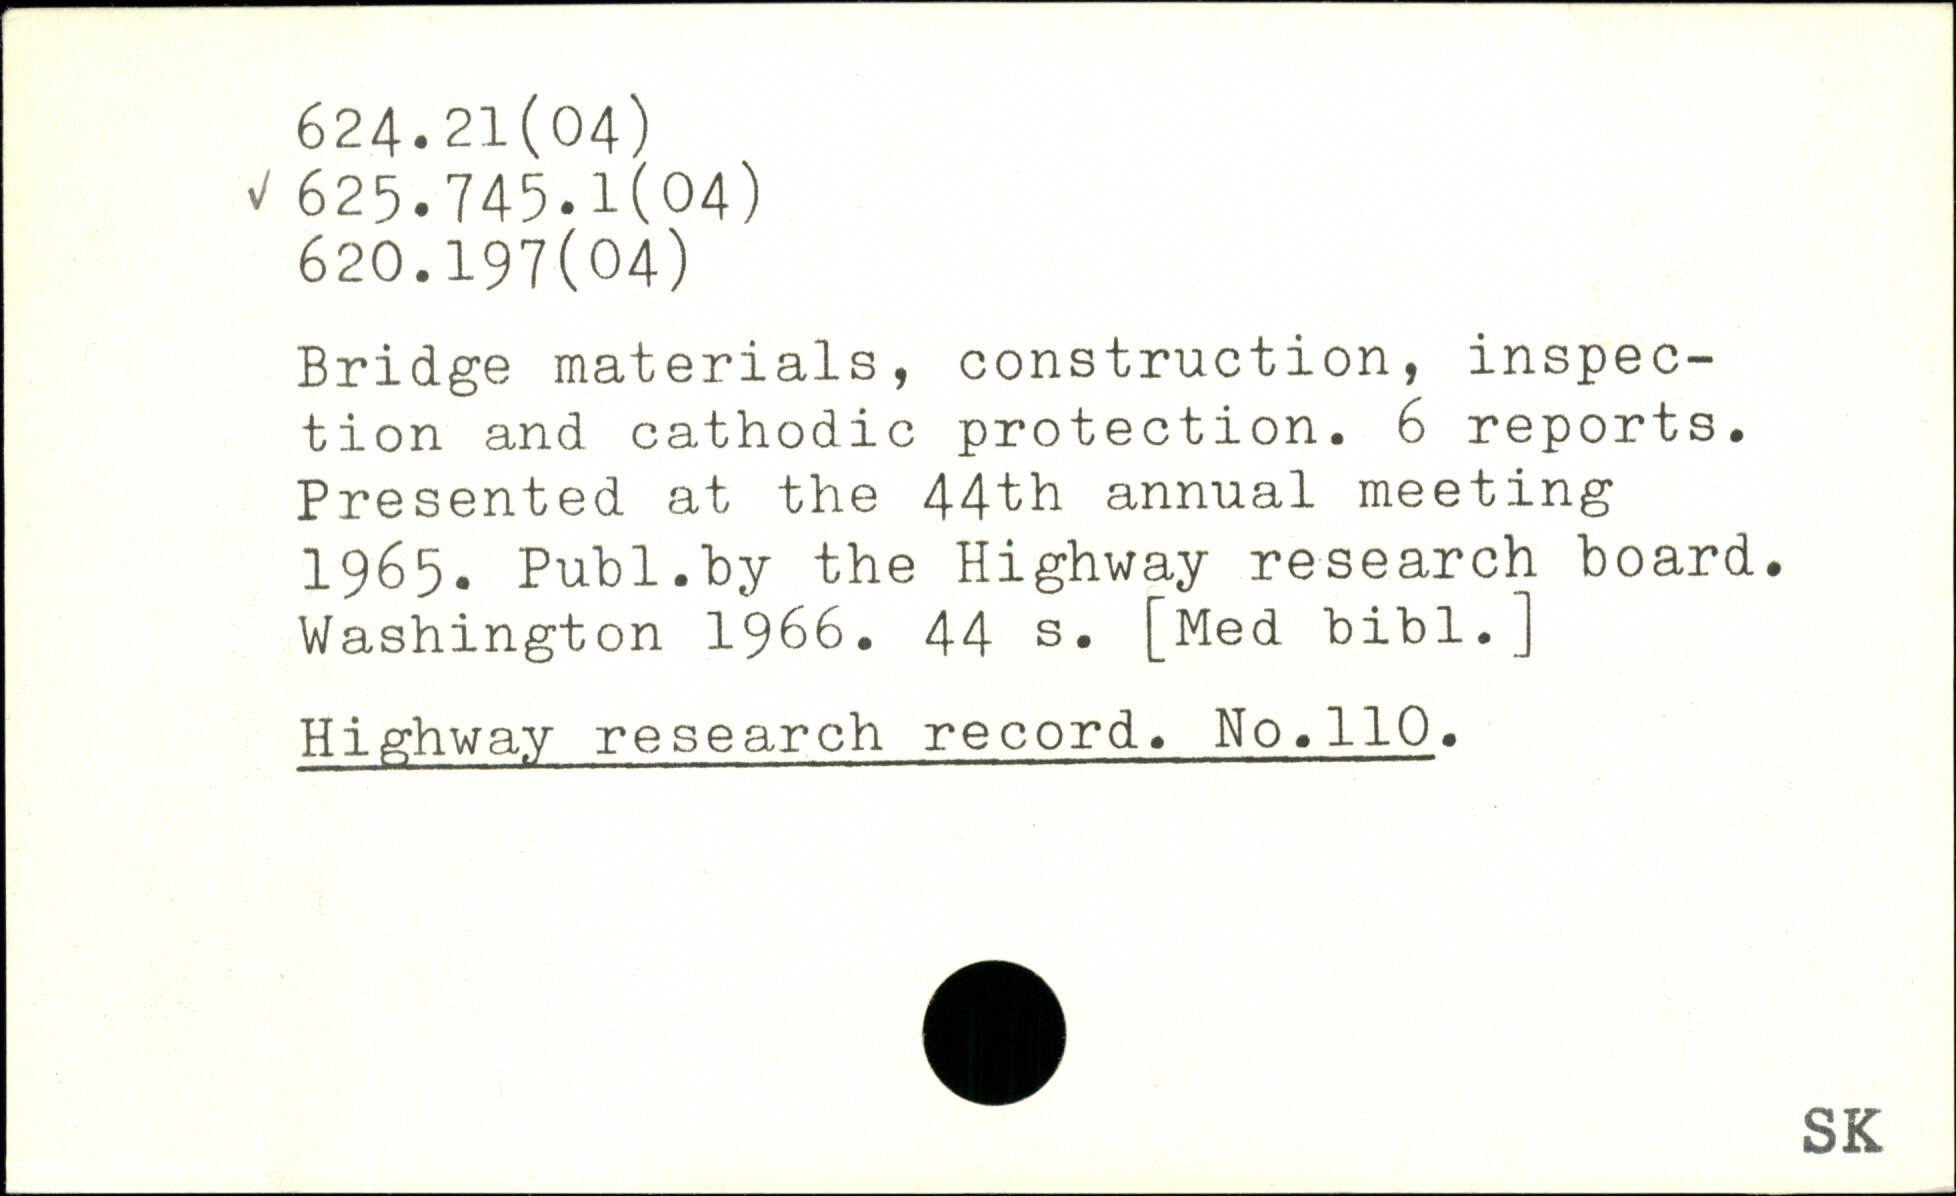 624.21(04)
√ 625.745.1(04)
620.197(04)
Bridge materials, construction, inspec-
tion and cathodic protection. 6 reports.
Presented at the 44th annual meeting
1965. Publ.by the Highway research board.
Washington 1966. 44 s. [Med bibl.]
Highway research record. No.110.
SK